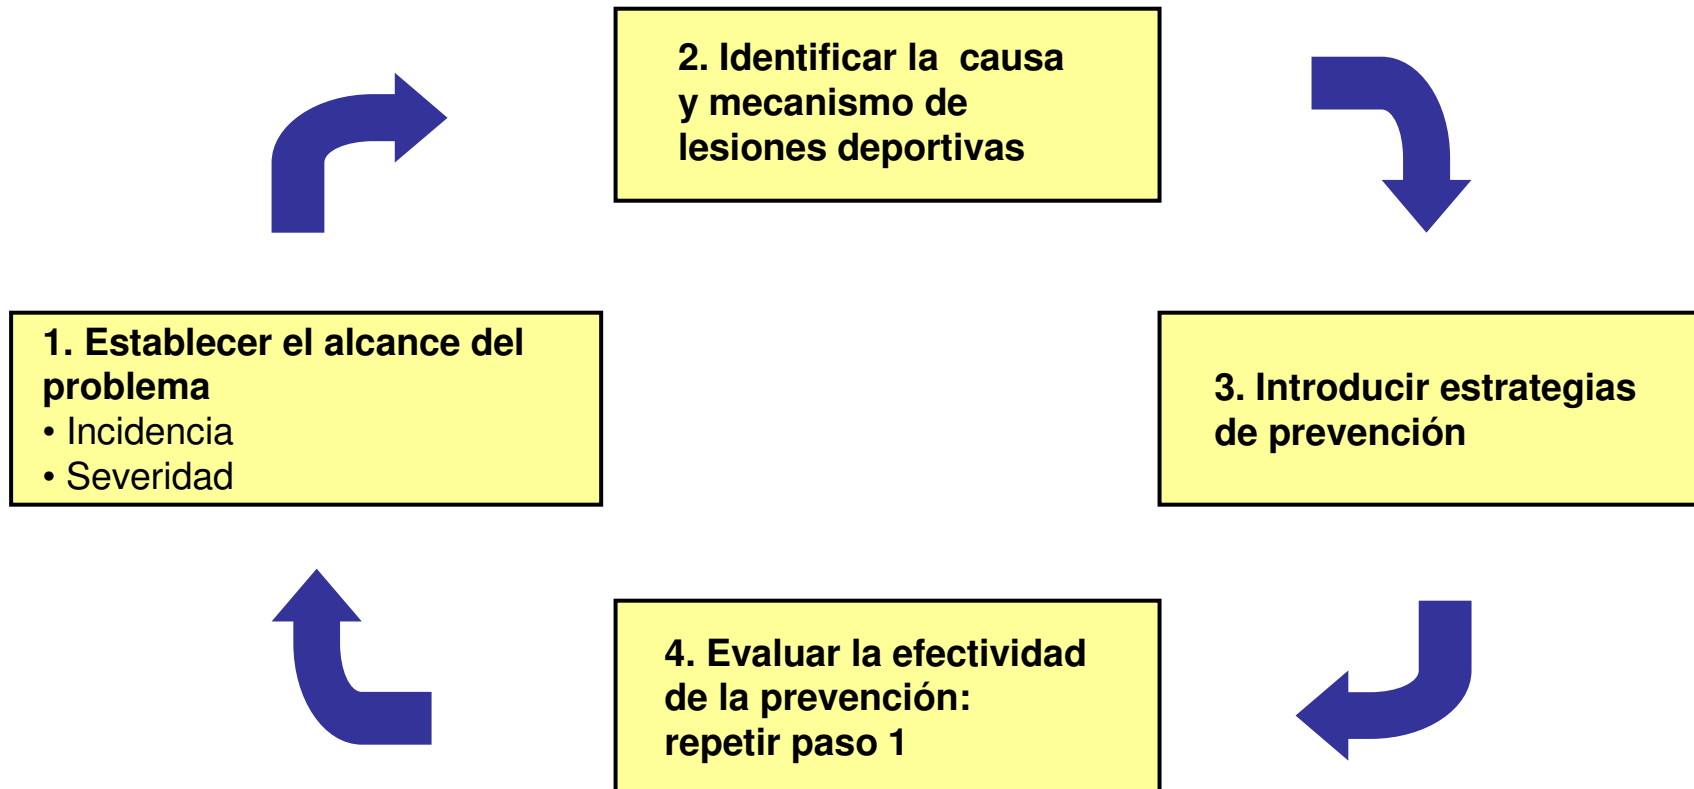 1. Establecer el alcance del
problema
• Incidencia
• Severidad
2. Identificar la  causa
y mecanismo de
lesiones deportivas
3. Introducir estrategias
de prevención
4. Evaluar la efectividad
de la prevención:
repetir paso 1